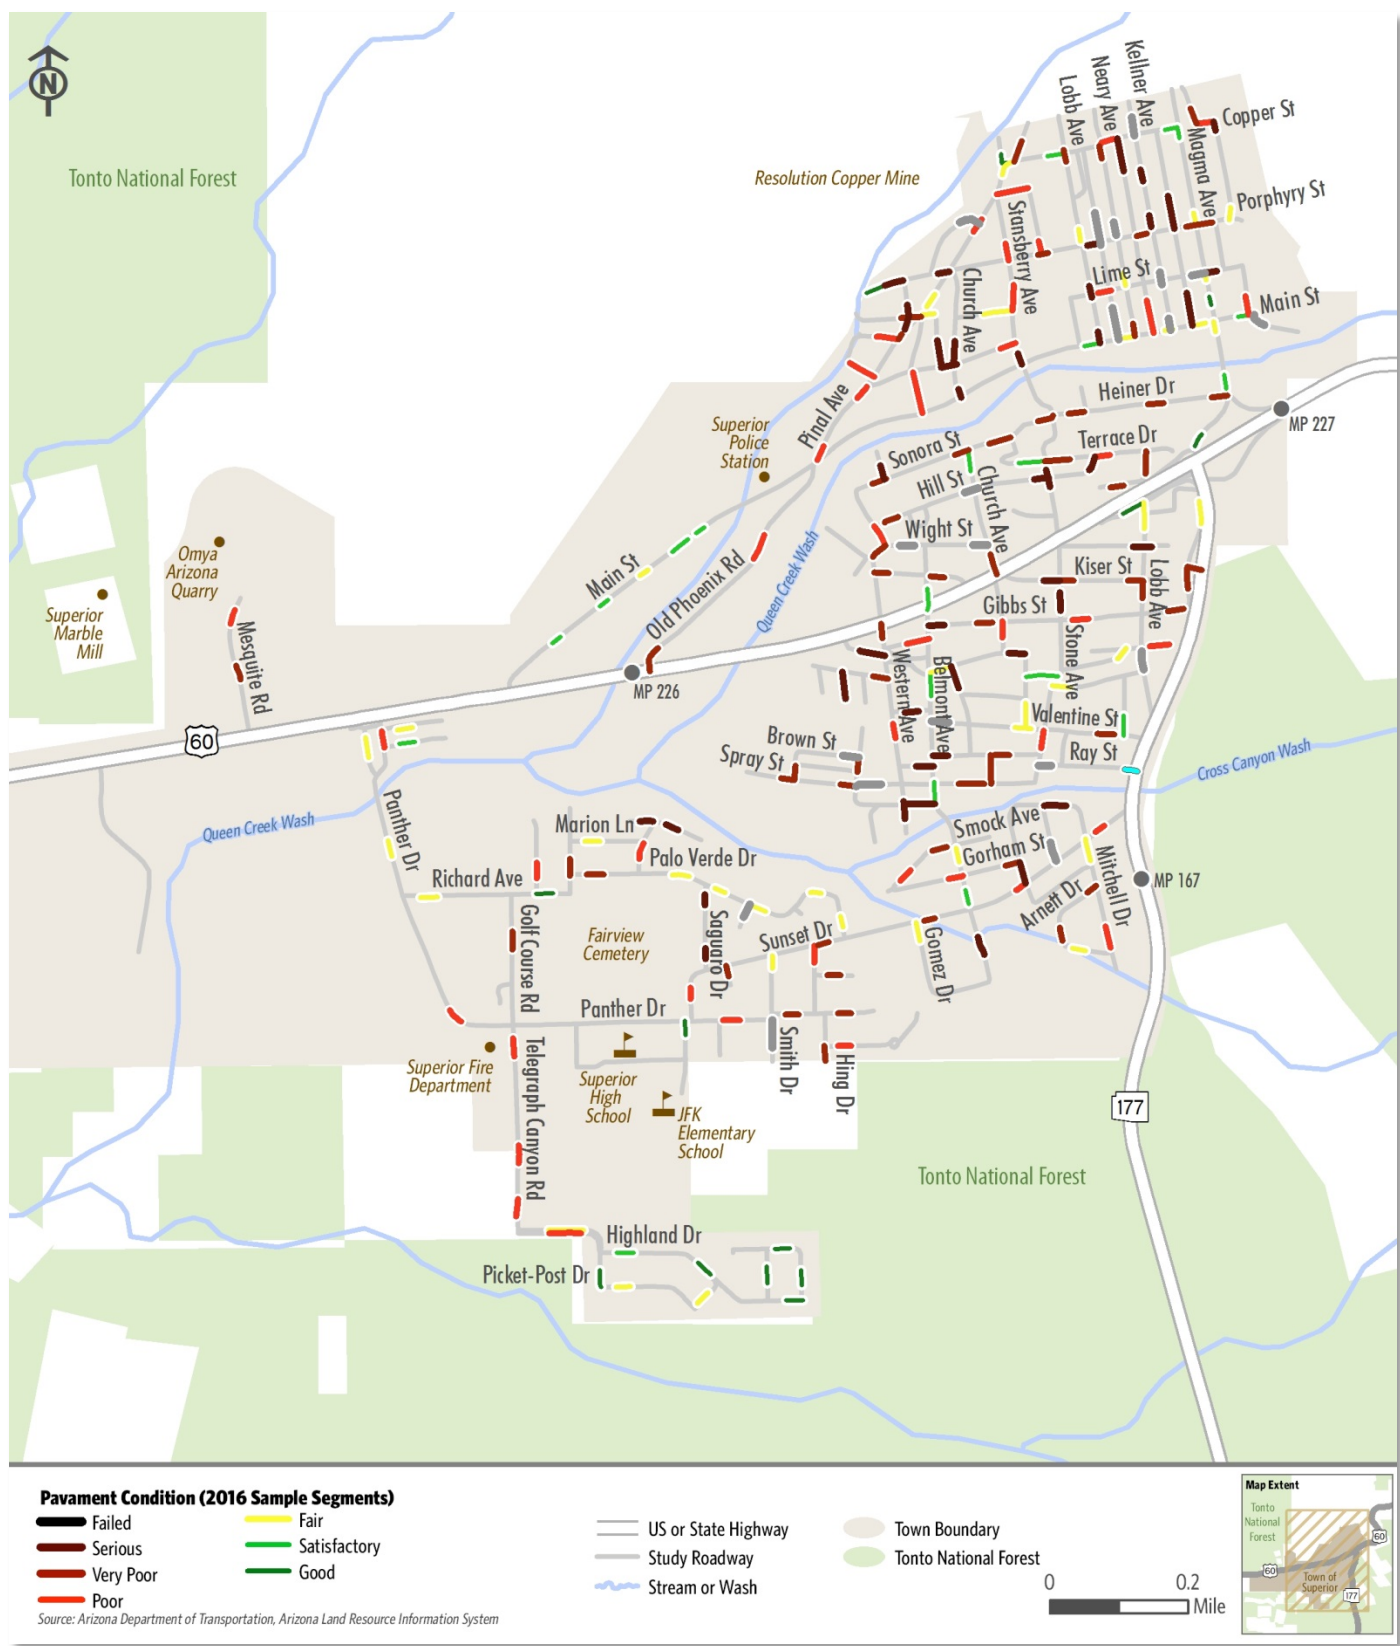 N
Tonto National Forest
Resolution Copper Mine
Lobb Ave
Neary Ave
Kellner Ave
Copper St
Magma Ave
Porphyry St
Stansberry Ave
Lime St
Church Ave
Main St
Heiner Dr
MP 227
Pinal Ave
Superior
Police
Station
Sonora St
Terrace Dr
Hill St
Church Ave
Wight St
Omya
Arizona
Quarry
Superior
Marble
Mill
Main St
Old Phoenix Rd
Queen Creek Wash
Kiser St
Lobb Ave
Gibbs St
Stone Ave
Mesquite Rd
Western Ave
Belmont Ave
MP 226
60
Valentine St
Brown St
Spray St
Ray St
Cross Canyon Wash
Queen Creek Wash
Panther Dr
Marion Ln
Smock Ave
Palo Verde Dr
Gorham St
Mitchell Dr
Richard Ave
MP 167
Arnett Dr
Golf Course Rd
Fairview
Cemetery
Saguaro Dr
Sunset Dr
Gomez Dr
Panther Dr
Superior Fire
Department
Telegraph Canyon Rd
Superior
High
School
Smith Dr
Hing Dr
JFK
Elementary
School
177
Tonto National Forest
Highland Dr
Picket-Post Dr
Pavament Condition (2016 Sample Segments)
Failed
Serious
Very Poor
Poor
Fair
Satisfactory
Good
US or State Highway
Study Roadway
Stream or Wash
Town Boundary
Tonto National Forest
0 0.2
Mile
Source: Arizona Department of Transportation, Arizona Land Resource Information System
Map Extent
Tonto
National
Forest
60
60
Town of
Superior
177